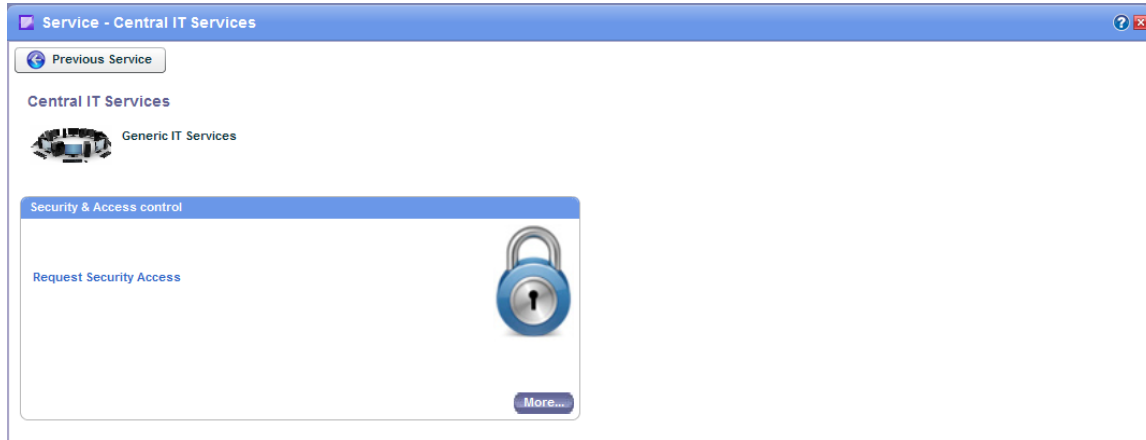 Service - Central IT Services
Previous Service
Central IT Services
Generic IT Services
Security & Access control
Request Security Access
More...